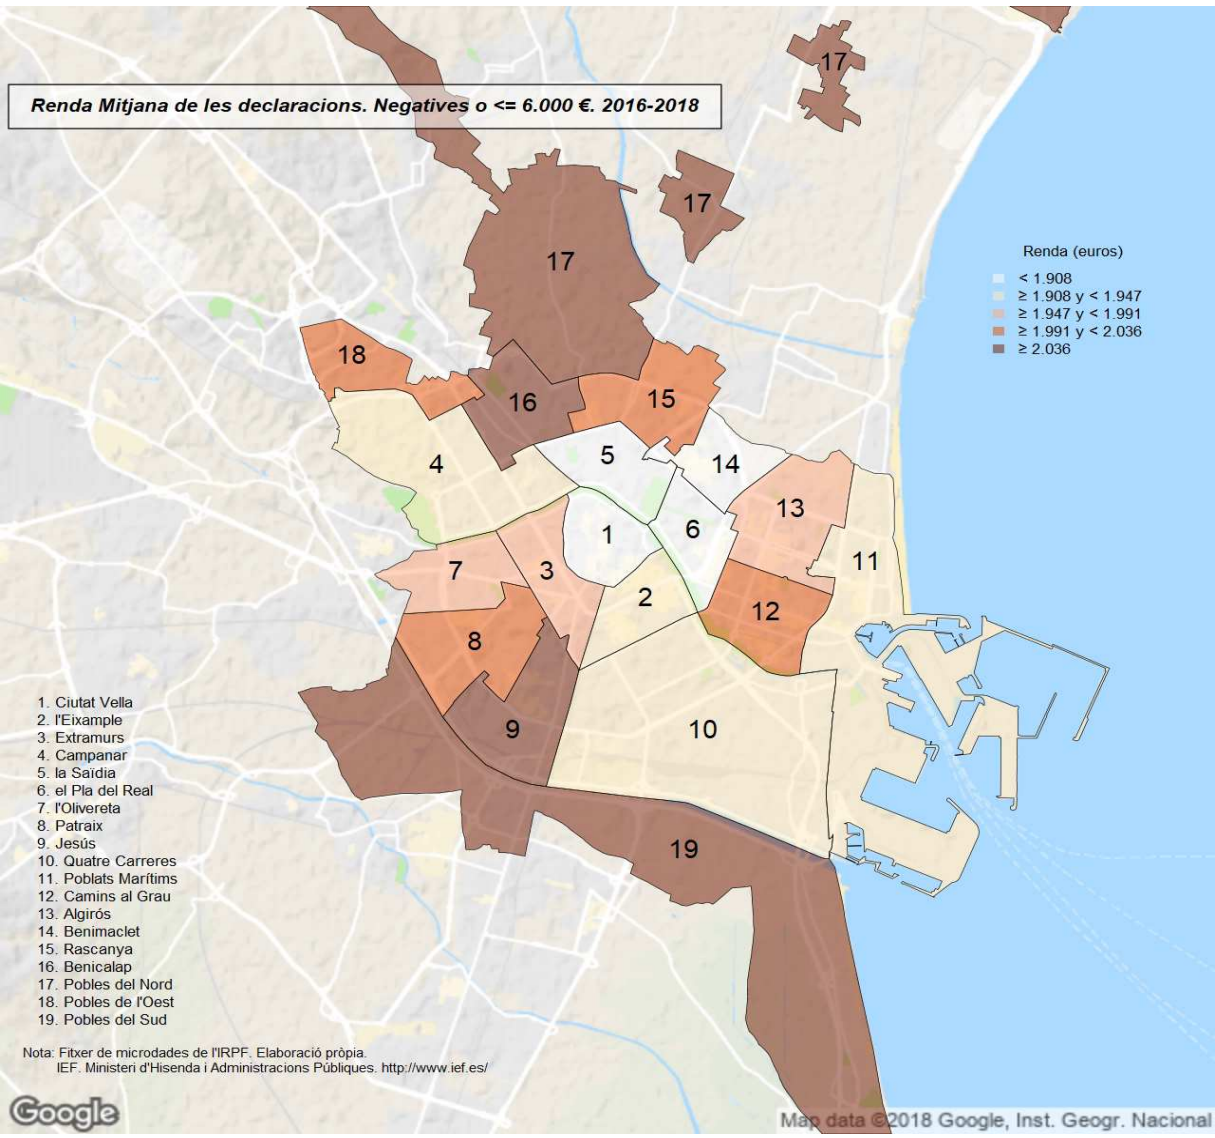 17
Renda Mitjana de les declaracions. Negatives o <= 6.000 €. 2016-2018
17
17
Renda (euros)
< 1.908
≥ 1.908 y < 1.947
≥ 1.947 y < 1.991
≥ 1.991 y < 2.036
≥ 2.036
18
16
15
4
5
14
13
1
6
11
7
3
2
12
8
9
10
19
1. Ciutat Vella
2. l'Eixample
3. Extramurs
4. Campanar
5. la Saïdia
6. el Pla del Real
7. l'Olivereta
8. Patraix
9. Jesús
10. Quatre Carreres
11. Poblats Marítims
12. Camins al Grau
13. Algirós
14. Benimaclet
15. Rascanya
16. Benicalap
17. Pobles del Nord
18. Pobles de l'Oest
19. Pobles del Sud
Nota: Fitxer de microdades de l'IRPF. Elaboració pròpia.
IEF. Ministeri d'Hisenda i Administracions Públiques. http://www.ief.es/
Google
Map data ©2018 Google, Inst. Geogr. Nacional